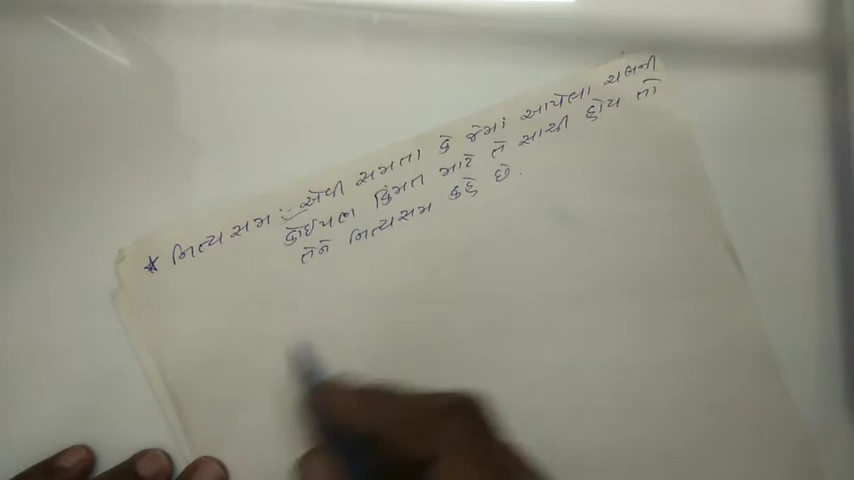 * નિત્યસમ :- એવી સમતા કે જેમાં આપેલા ચલની
કોઈપણ કિંમત માટે તે સાચી હોય તો
તેને નિત્યસમ કહે છે.